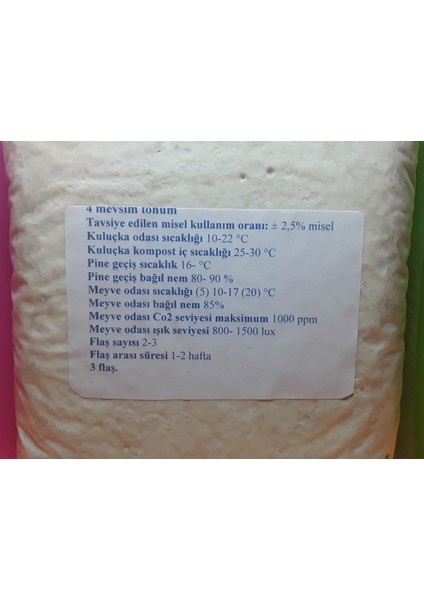 4 mevsim tohum
Tavsiye edilen misel kullanım oranı: ± 2,5% misel
Kuluçka odası sıcaklığı 10-22 °C
Kuluçka kompost iç sıcaklığı 25-30 °C
Pine geçiş sıcaklık 16- °C
Pine geçiş bağıl nem 80- 90 %
Meyve odası sıcaklığı (5) 10-17 (20) °C
Meyve odası bağıl nem 85%
Meyve odası Co2 seviyesi maksimum 1000 ppm
Meyve odası ışık seviyesi 800- 1500 lux
Flaş sayısı 2-3
Flaş arası süresi 1-2 hafta
3 flaş.